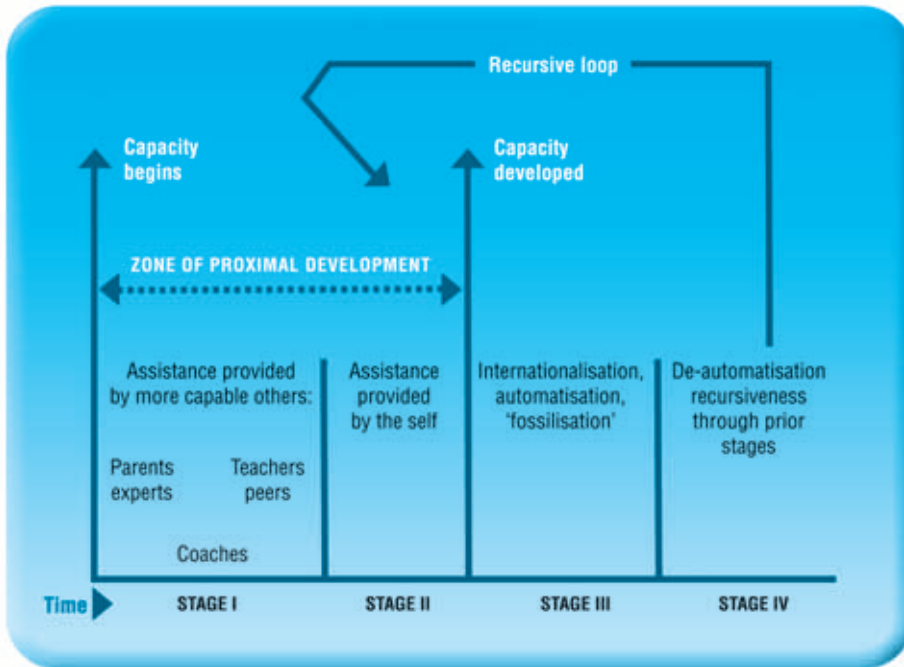 Recursive loop
Capacity
begins
Capacity
developed
ZONE OF PROXIMAL DEVELOPMENT
Assistance provided
by more capable others:
Parents
experts
Teachers
peers
Coaches
Assistance
provided
by the self
Internationalisation,
automatisation,
'fossilisation'
De-automatisation
recursiveness
through prior
stages
Time
STAGE I
STAGE II
STAGE III
STAGE IV